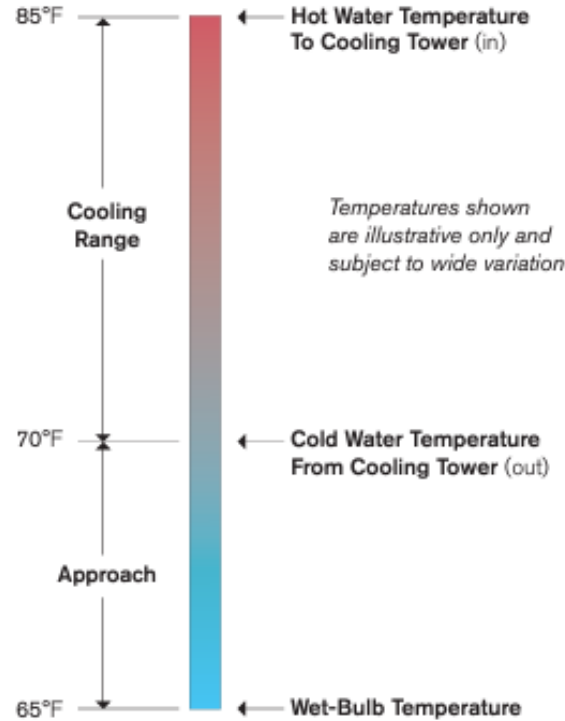 85°F
Hot Water Temperature
To Cooling Tower (in)
Cooling
Range
Temperatures shown
are illustrative only and
subject to wide variation
70°F
Cold Water Temperature
From Cooling Tower (out)
Approach
65°F
Wet-Bulb Temperature